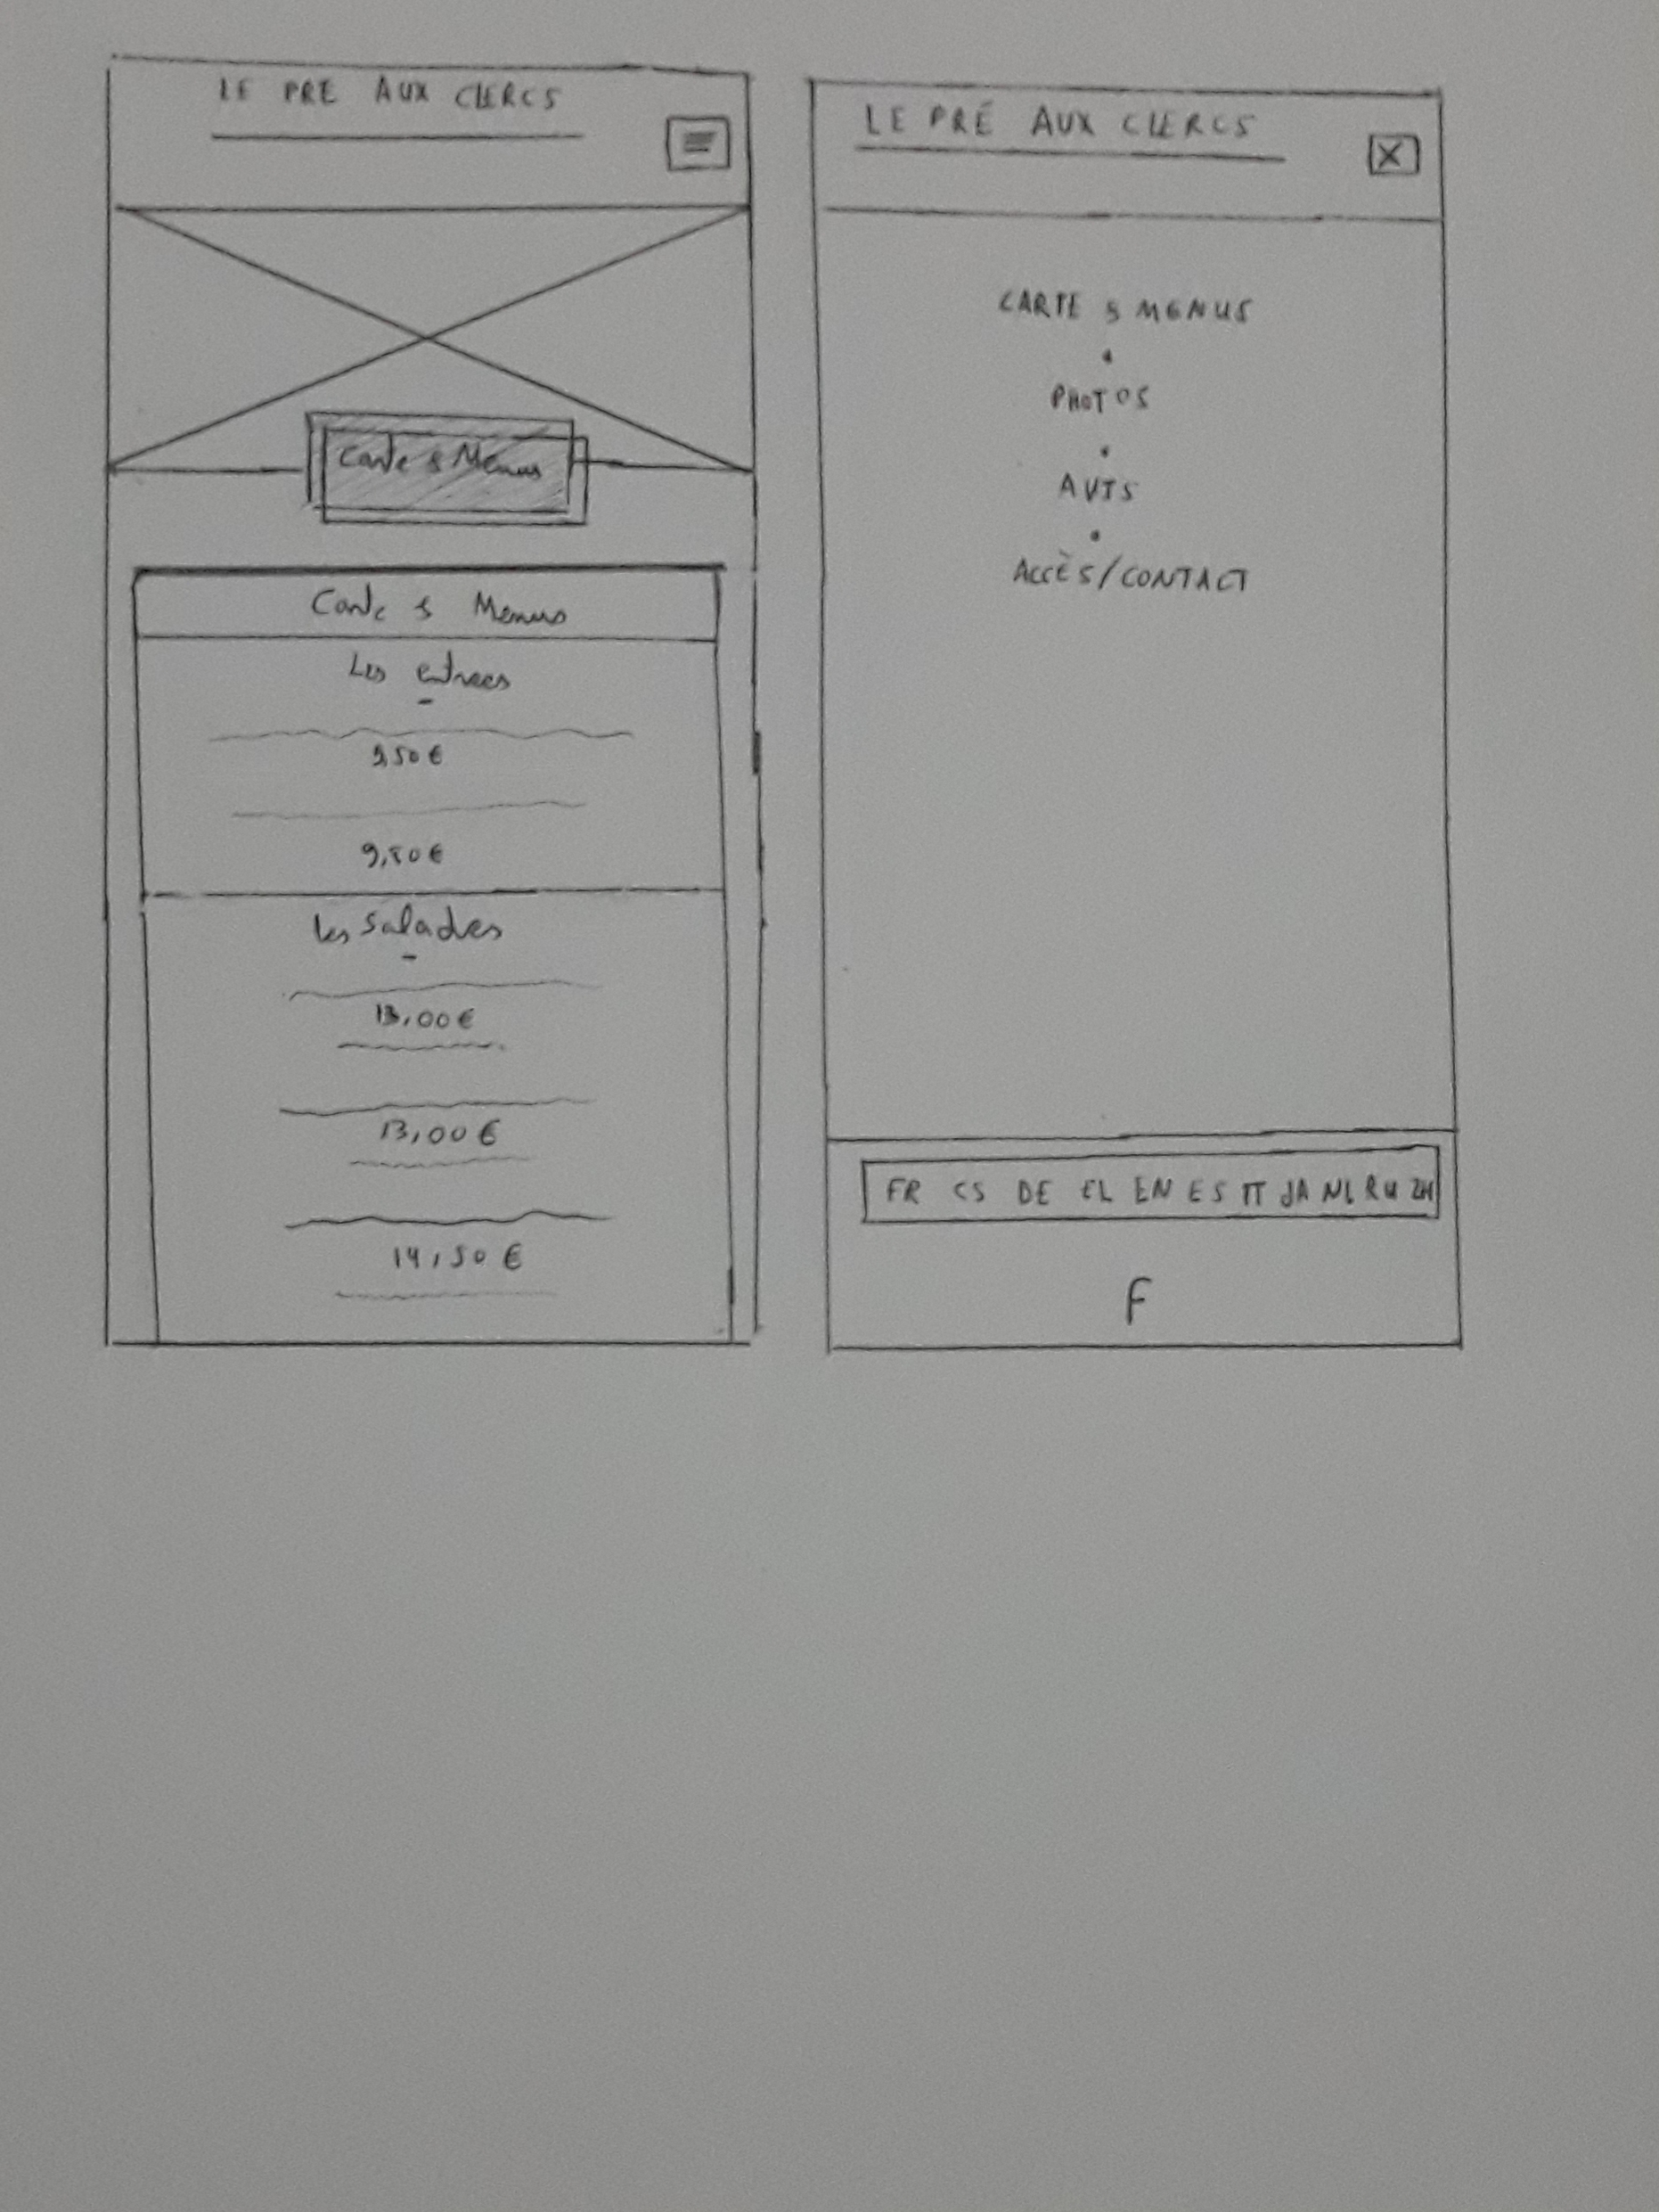 LE PRE AUX CLERCS
Carte & Menus
Carte & Menus
Les entrees
9,50 €
9,50 €
les Salades
13,00 €
13,00 €
14,50 €
LE PRÉ AUX CLERCS
X
CARTE & MENUS
PHOTOS
AVIS
ACCÈS/CONTACT
FR CS DE EL EN ES IT JA NL RU ZH
F